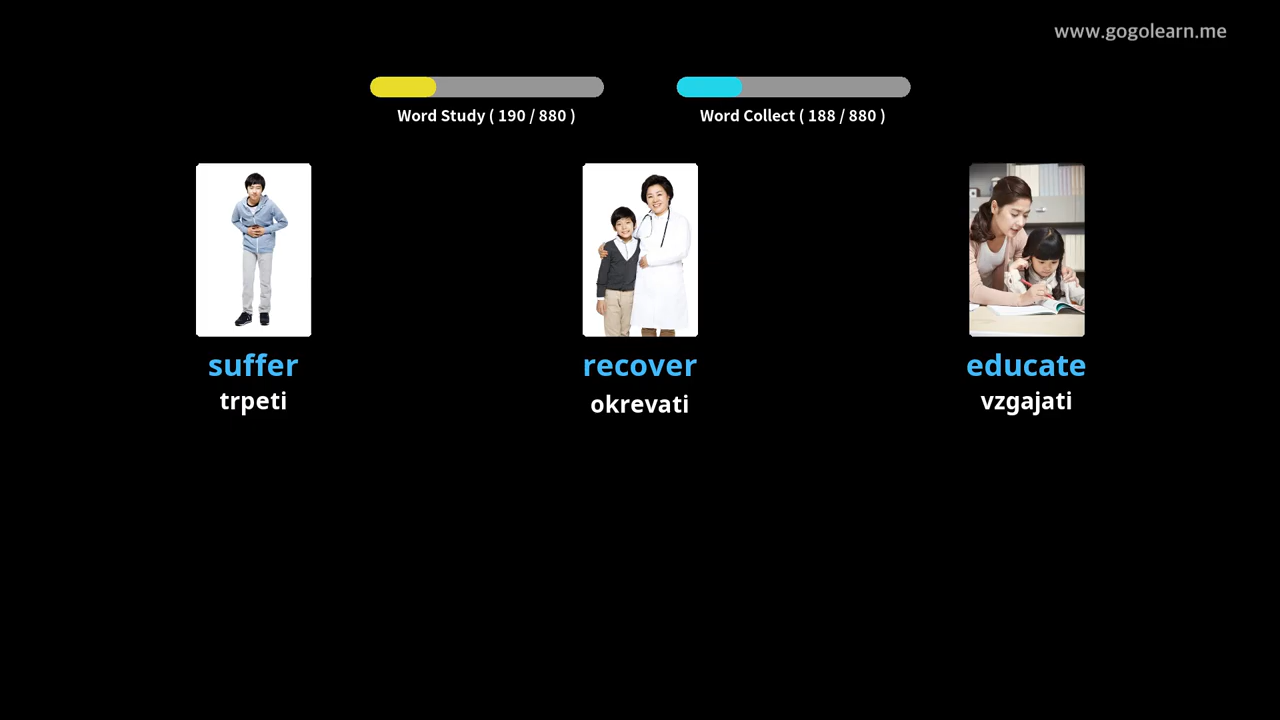 www.gogolearn.me
Word Study ( 190 / 880 )
Word Collect ( 188 / 880 )
suffer
trpeti
recover
okrevati
educate
vzgajati